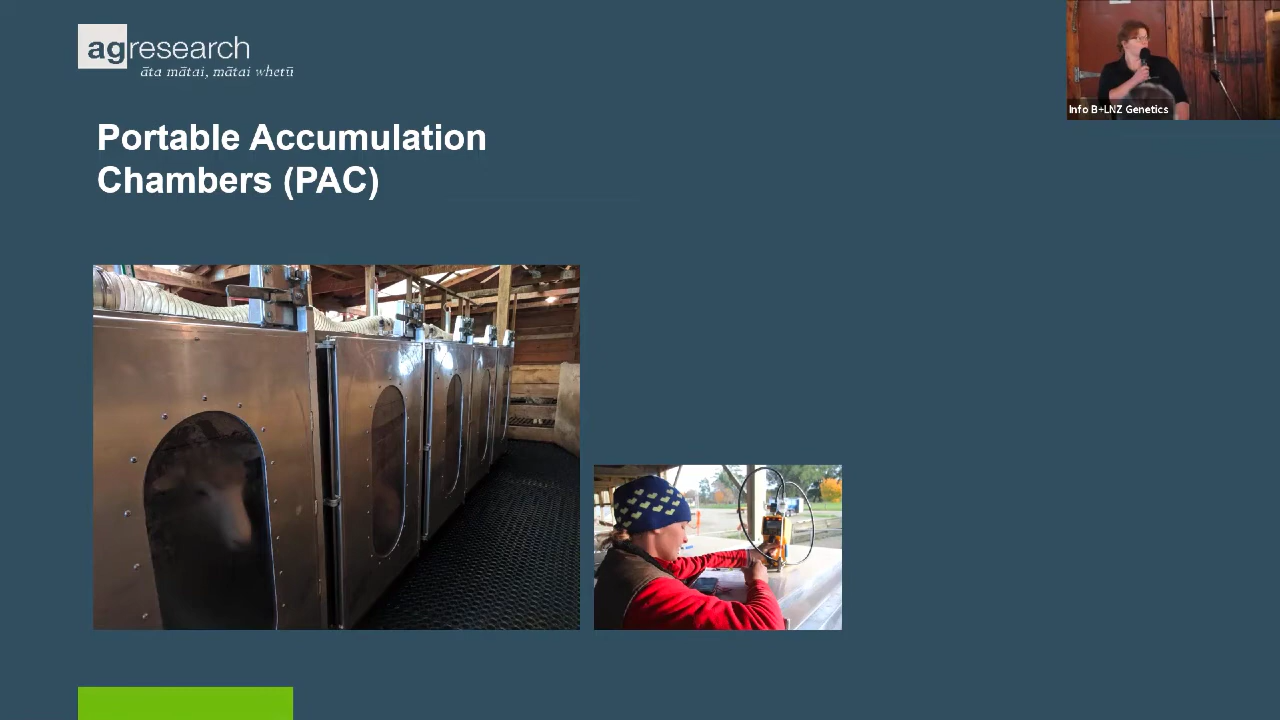 agresearch
āta mātai, mātai whetū
Info B+LNZ Genetics
Portable Accumulation
Chambers (PAC)